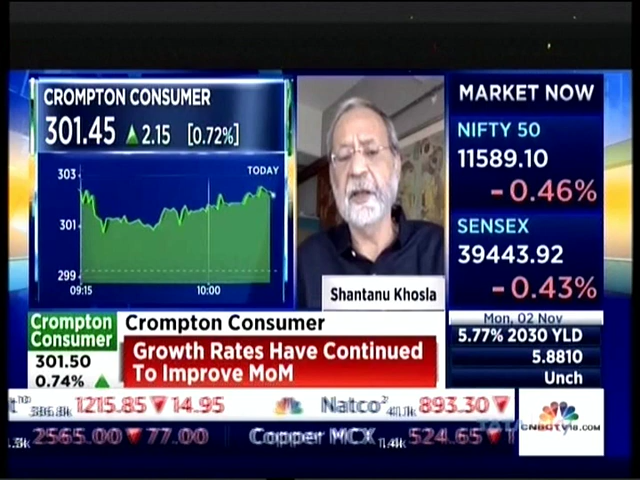 CROMPTON CONSUMER
301.45 ▲ 2.15 [0.72%]
TODAY
303
301
299
09:15
10:00
Shantanu Khosla
MARKET NOW
NIFTY 50
11589.10
-0.46%
SENSEX
39443.92
-0.43%
Mon, 02 Nov
5.77% 2030 YLD
5.8810
Unch
Crompton
Consumer
301.50
0.74% ▲
Crompton Consumer
Growth Rates Have Continued
To Improve MoM
1215.85 ▼ 14.95
Natco
893.30 ▼
2565.00 ▼ 77.00
Copper MCX
11.4k
524.65 ▼
CNBCTV18.COM